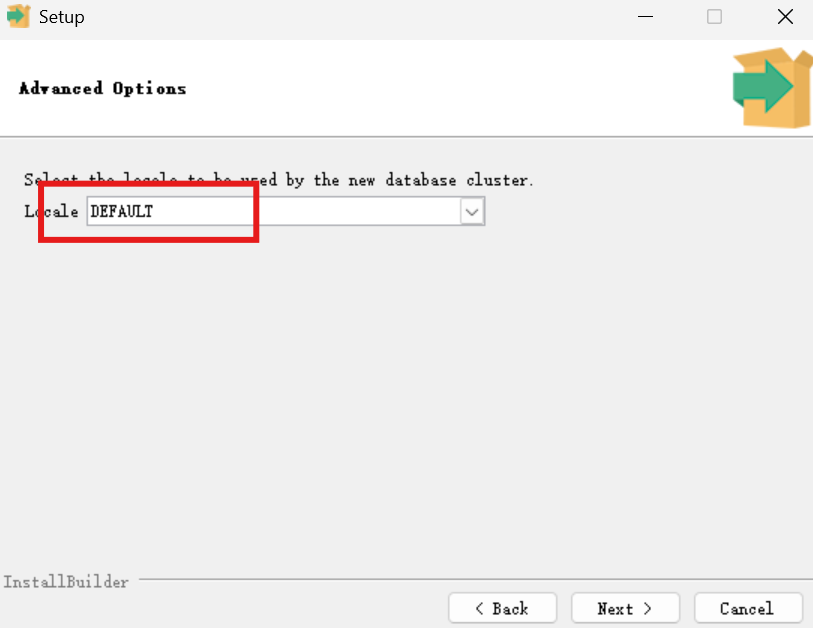 Setup
Advanced Options
Select the locale to be used by the new database cluster.
Locale DEFAULT
InstallBuilder
< Back Next > Cancel